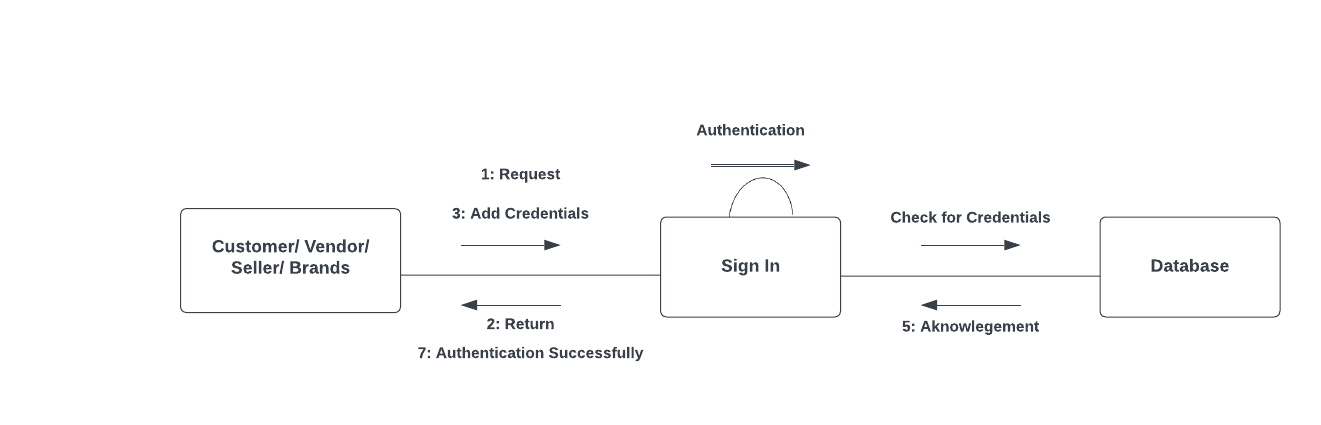 Authentication
1: Request
3: Add Credentials
Check for Credentials
Customer/ Vendor/
Seller/ Brands
Sign In
Database
2: Return
7: Authentication Successfully
5: Aknowlegement